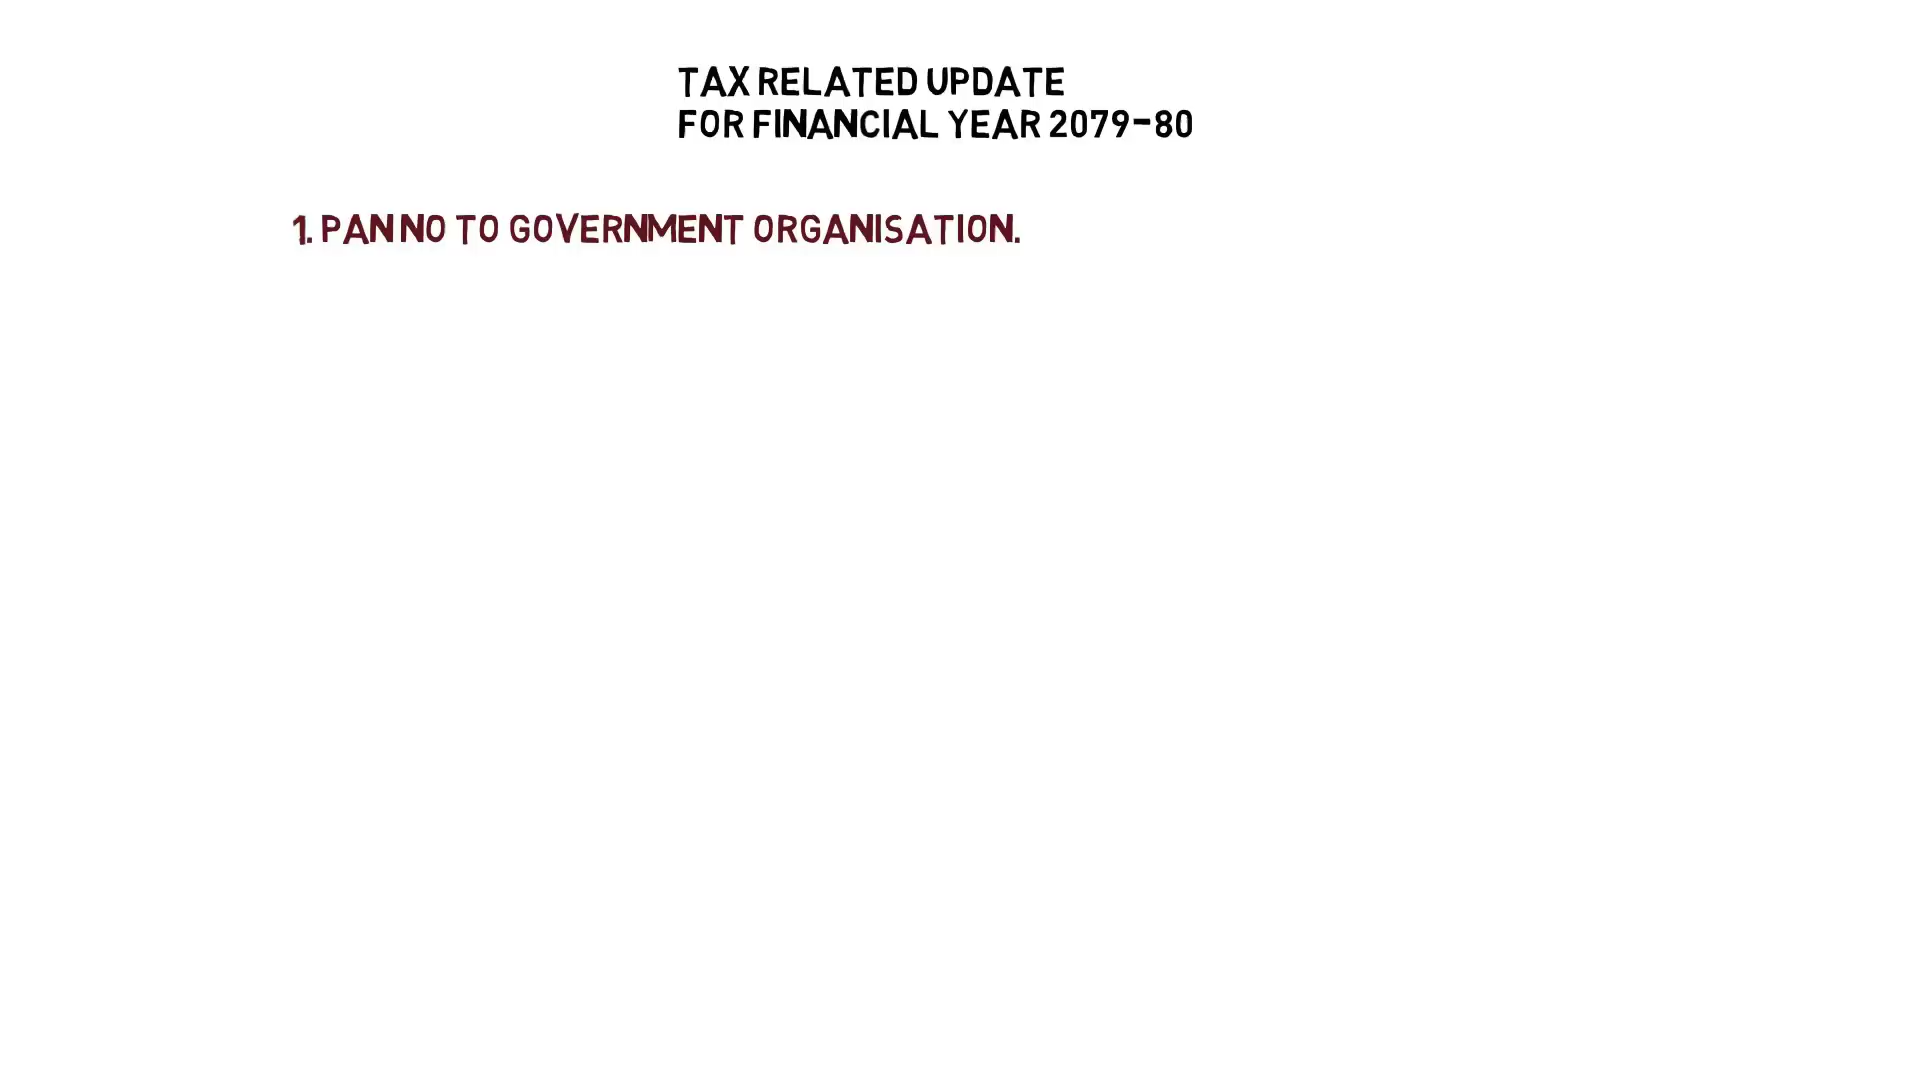 TAX RELATED UPDATE
FOR FINANCIAL YEAR 2079-80
1. PAN NO TO GOVERNMENT ORGANISATION.